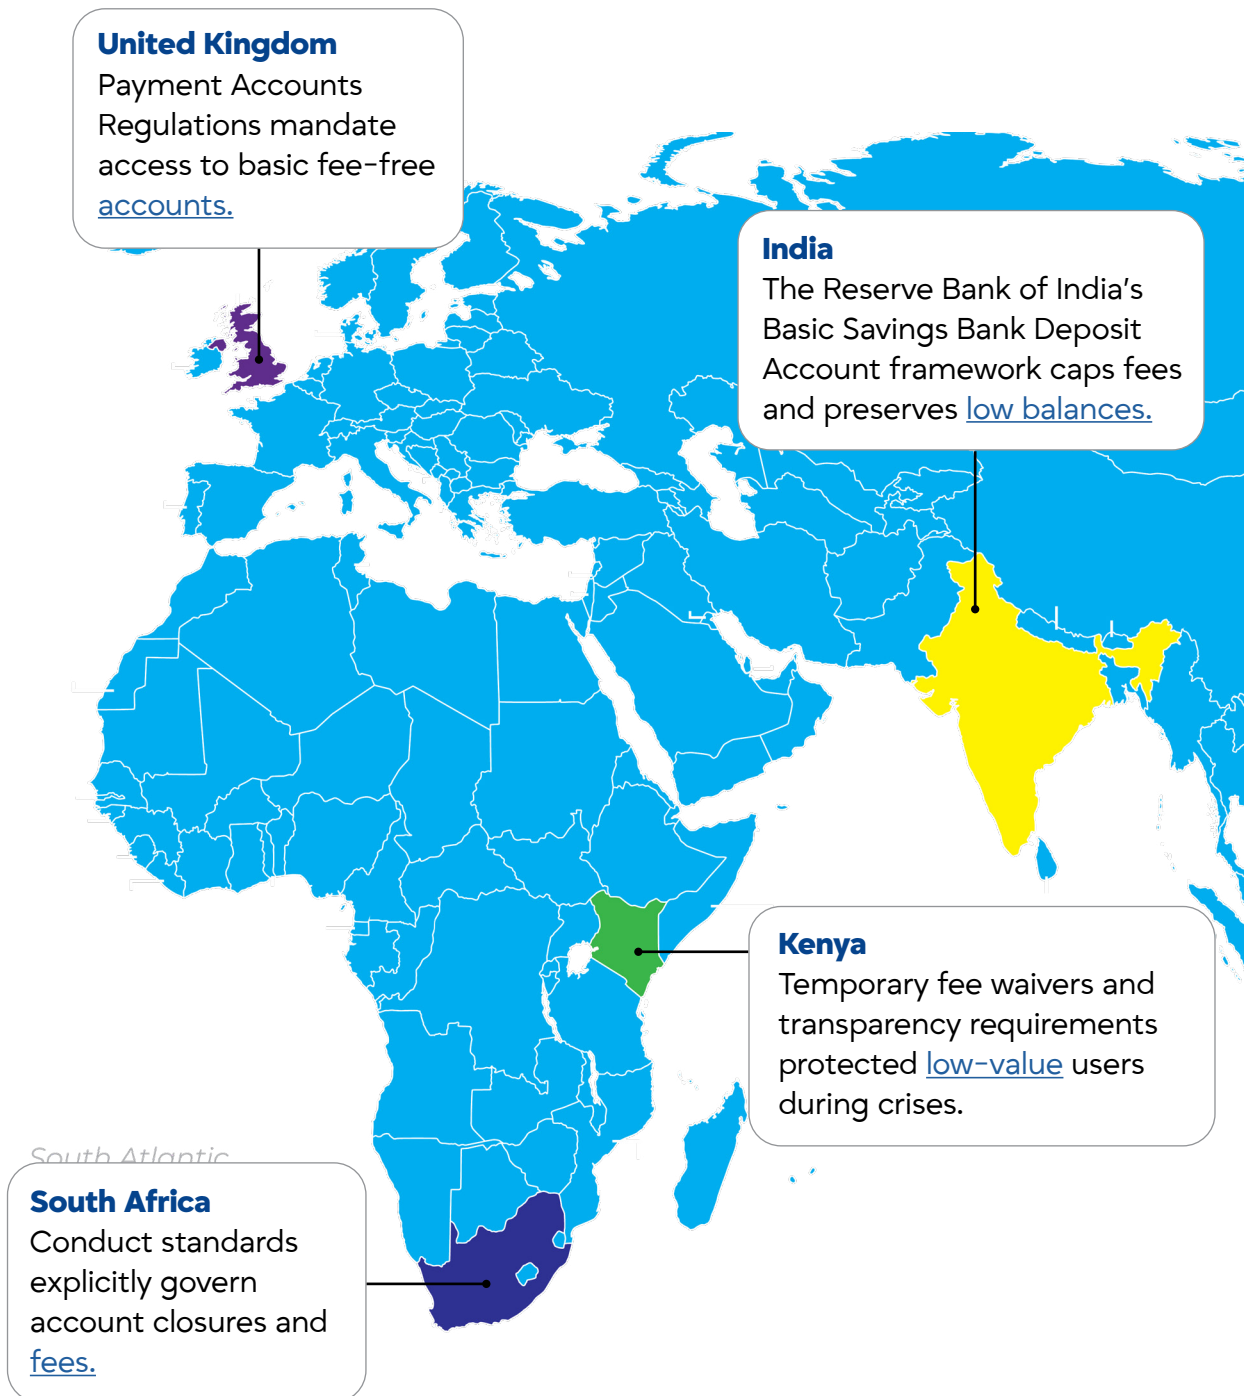 United Kingdom
Payment Accounts
Regulations mandate
access to basic fee-free
accounts.
India
The Reserve Bank of India's
Basic Savings Bank Deposit
Account framework caps fees
and preserves low balances.
Kenya
Temporary fee waivers and
transparency requirements
protected low-value users
during crises.
South Atlantic
South Africa
Conduct standards
explicitly govern
account closures and
fees.